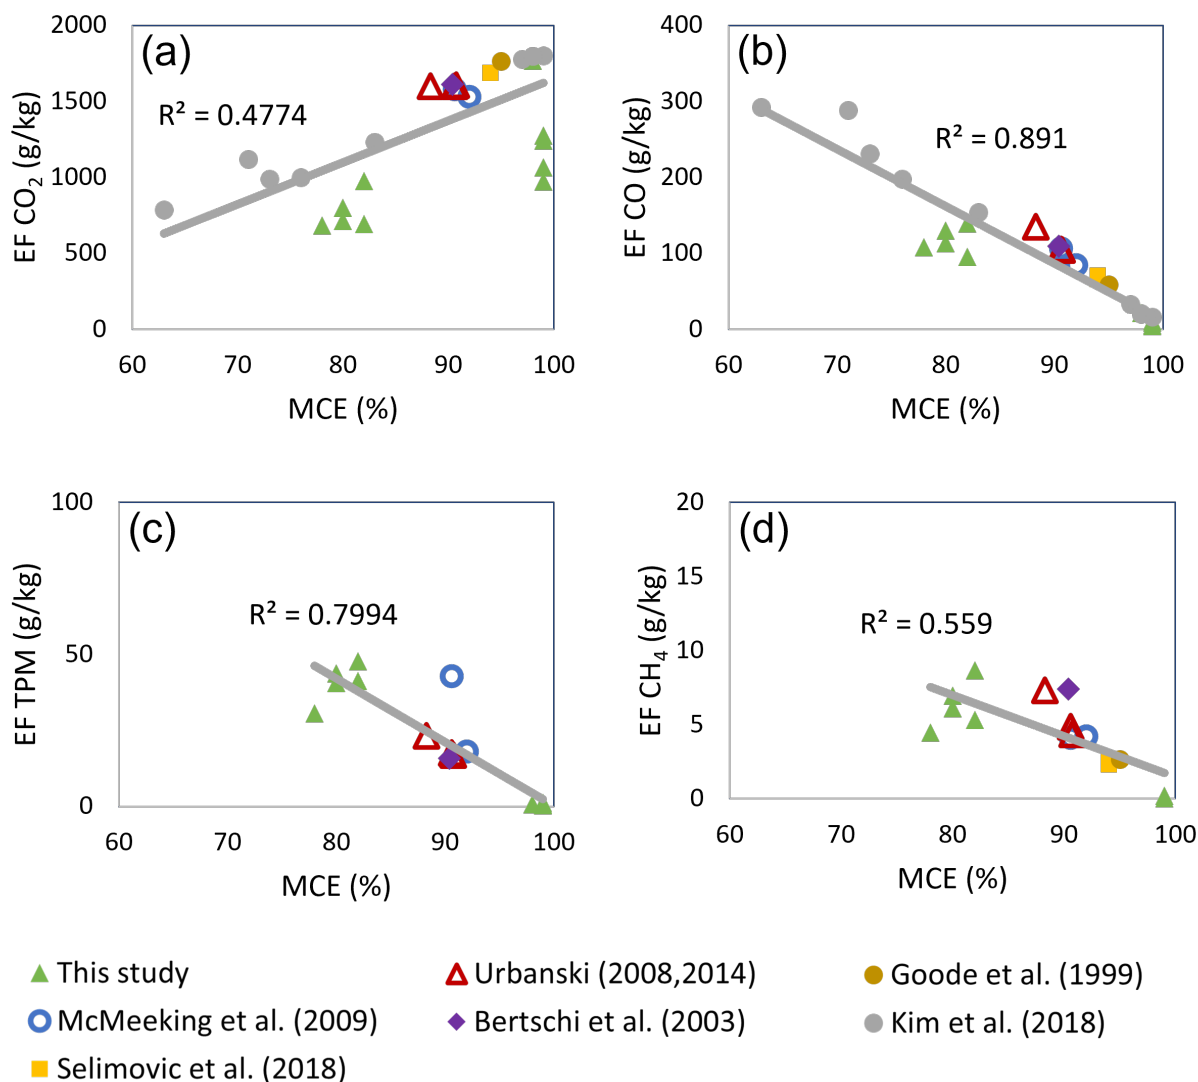 (a)
2000
1500
1000
500
0
EF CO₂ (g/kg)
R² = 0.4774
60 70 80 90 100
MCE (%)
(b)
400
300
200
100
0
EF CO (g/kg)
R² = 0.891
60 70 80 90 100
MCE (%)
(c)
100
50
0
EF TPM (g/kg)
R² = 0.7994
60 70 80 90 100
MCE (%)
(d)
20
15
10
5
0
EF CH₄ (g/kg)
R² = 0.559
60 70 80 90 100
MCE (%)
This study
Urbanski (2008,2014)
Goode et al. (1999)
McMeeking et al. (2009)
Bertschi et al. (2003)
Kim et al. (2018)
Selimovic et al. (2018)